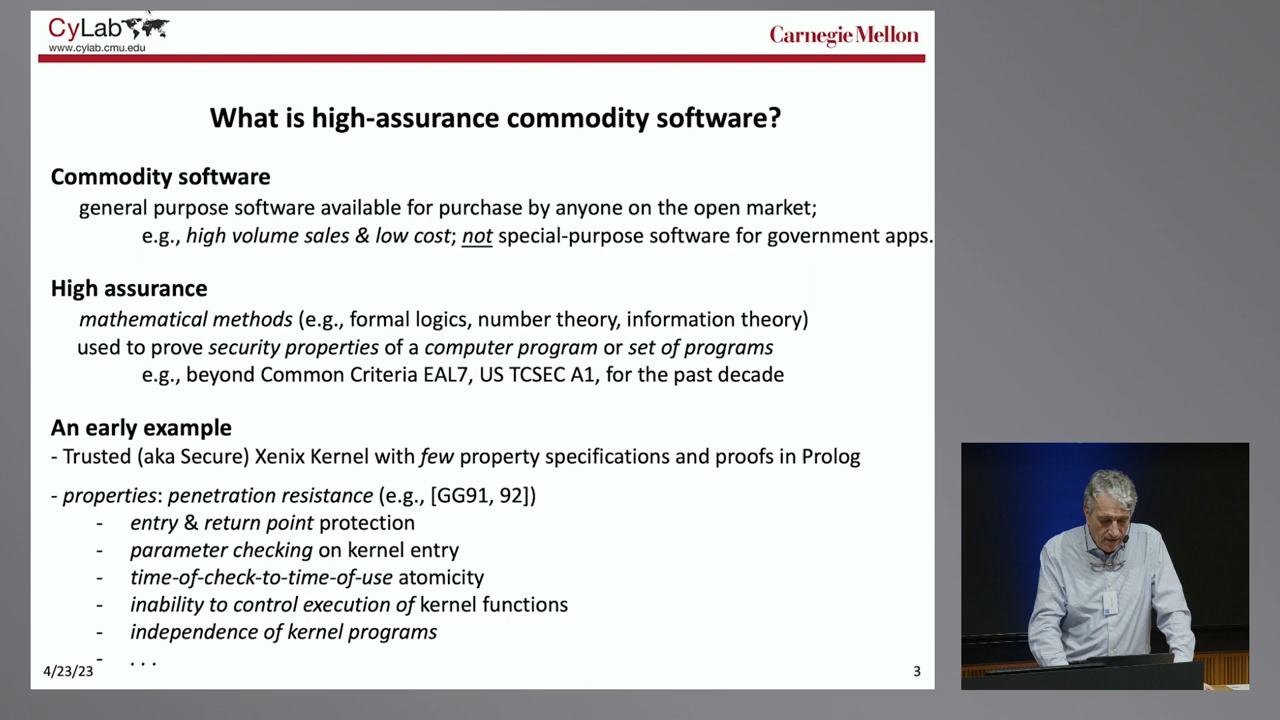 CyLab
www.cylab.cmu.edu
Carnegie Mellon
What is high-assurance commodity software?
Commodity software
general purpose software available for purchase by anyone on the open market;
e.g., high volume sales & low cost; not special-purpose software for government apps.
High assurance
mathematical methods (e.g., formal logics, number theory, information theory)
used to prove security properties of a computer program or set of programs
e.g., beyond Common Criteria EAL7, US TCSEC A1, for the past decade
An early example
- Trusted (aka Secure) Xenix Kernel with few property specifications and proofs in Prolog
- properties: penetration resistance (e.g., [GG91, 92])
- entry & return point protection
- parameter checking on kernel entry
- time-of-check-to-time-of-use atomicity
- inability to control execution of kernel functions
- independence of kernel programs
- . . .
4/23/23
3